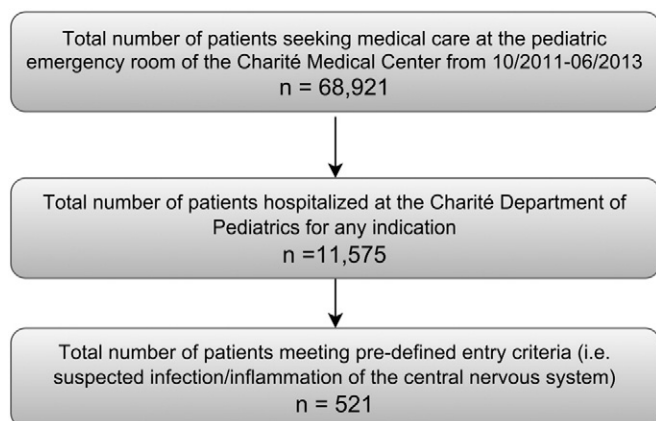 Total number of patients seeking medical care at the pediatric
emergency room of the Charité Medical Center from 10/2011-06/2013
n = 68,921
Total number of patients hospitalized at the Charité Department of
Pediatrics for any indication
n =11,575
Total number of patients meeting pre-defined entry criteria (i.e.
suspected infection/inflammation of the central nervous system)
n = 521